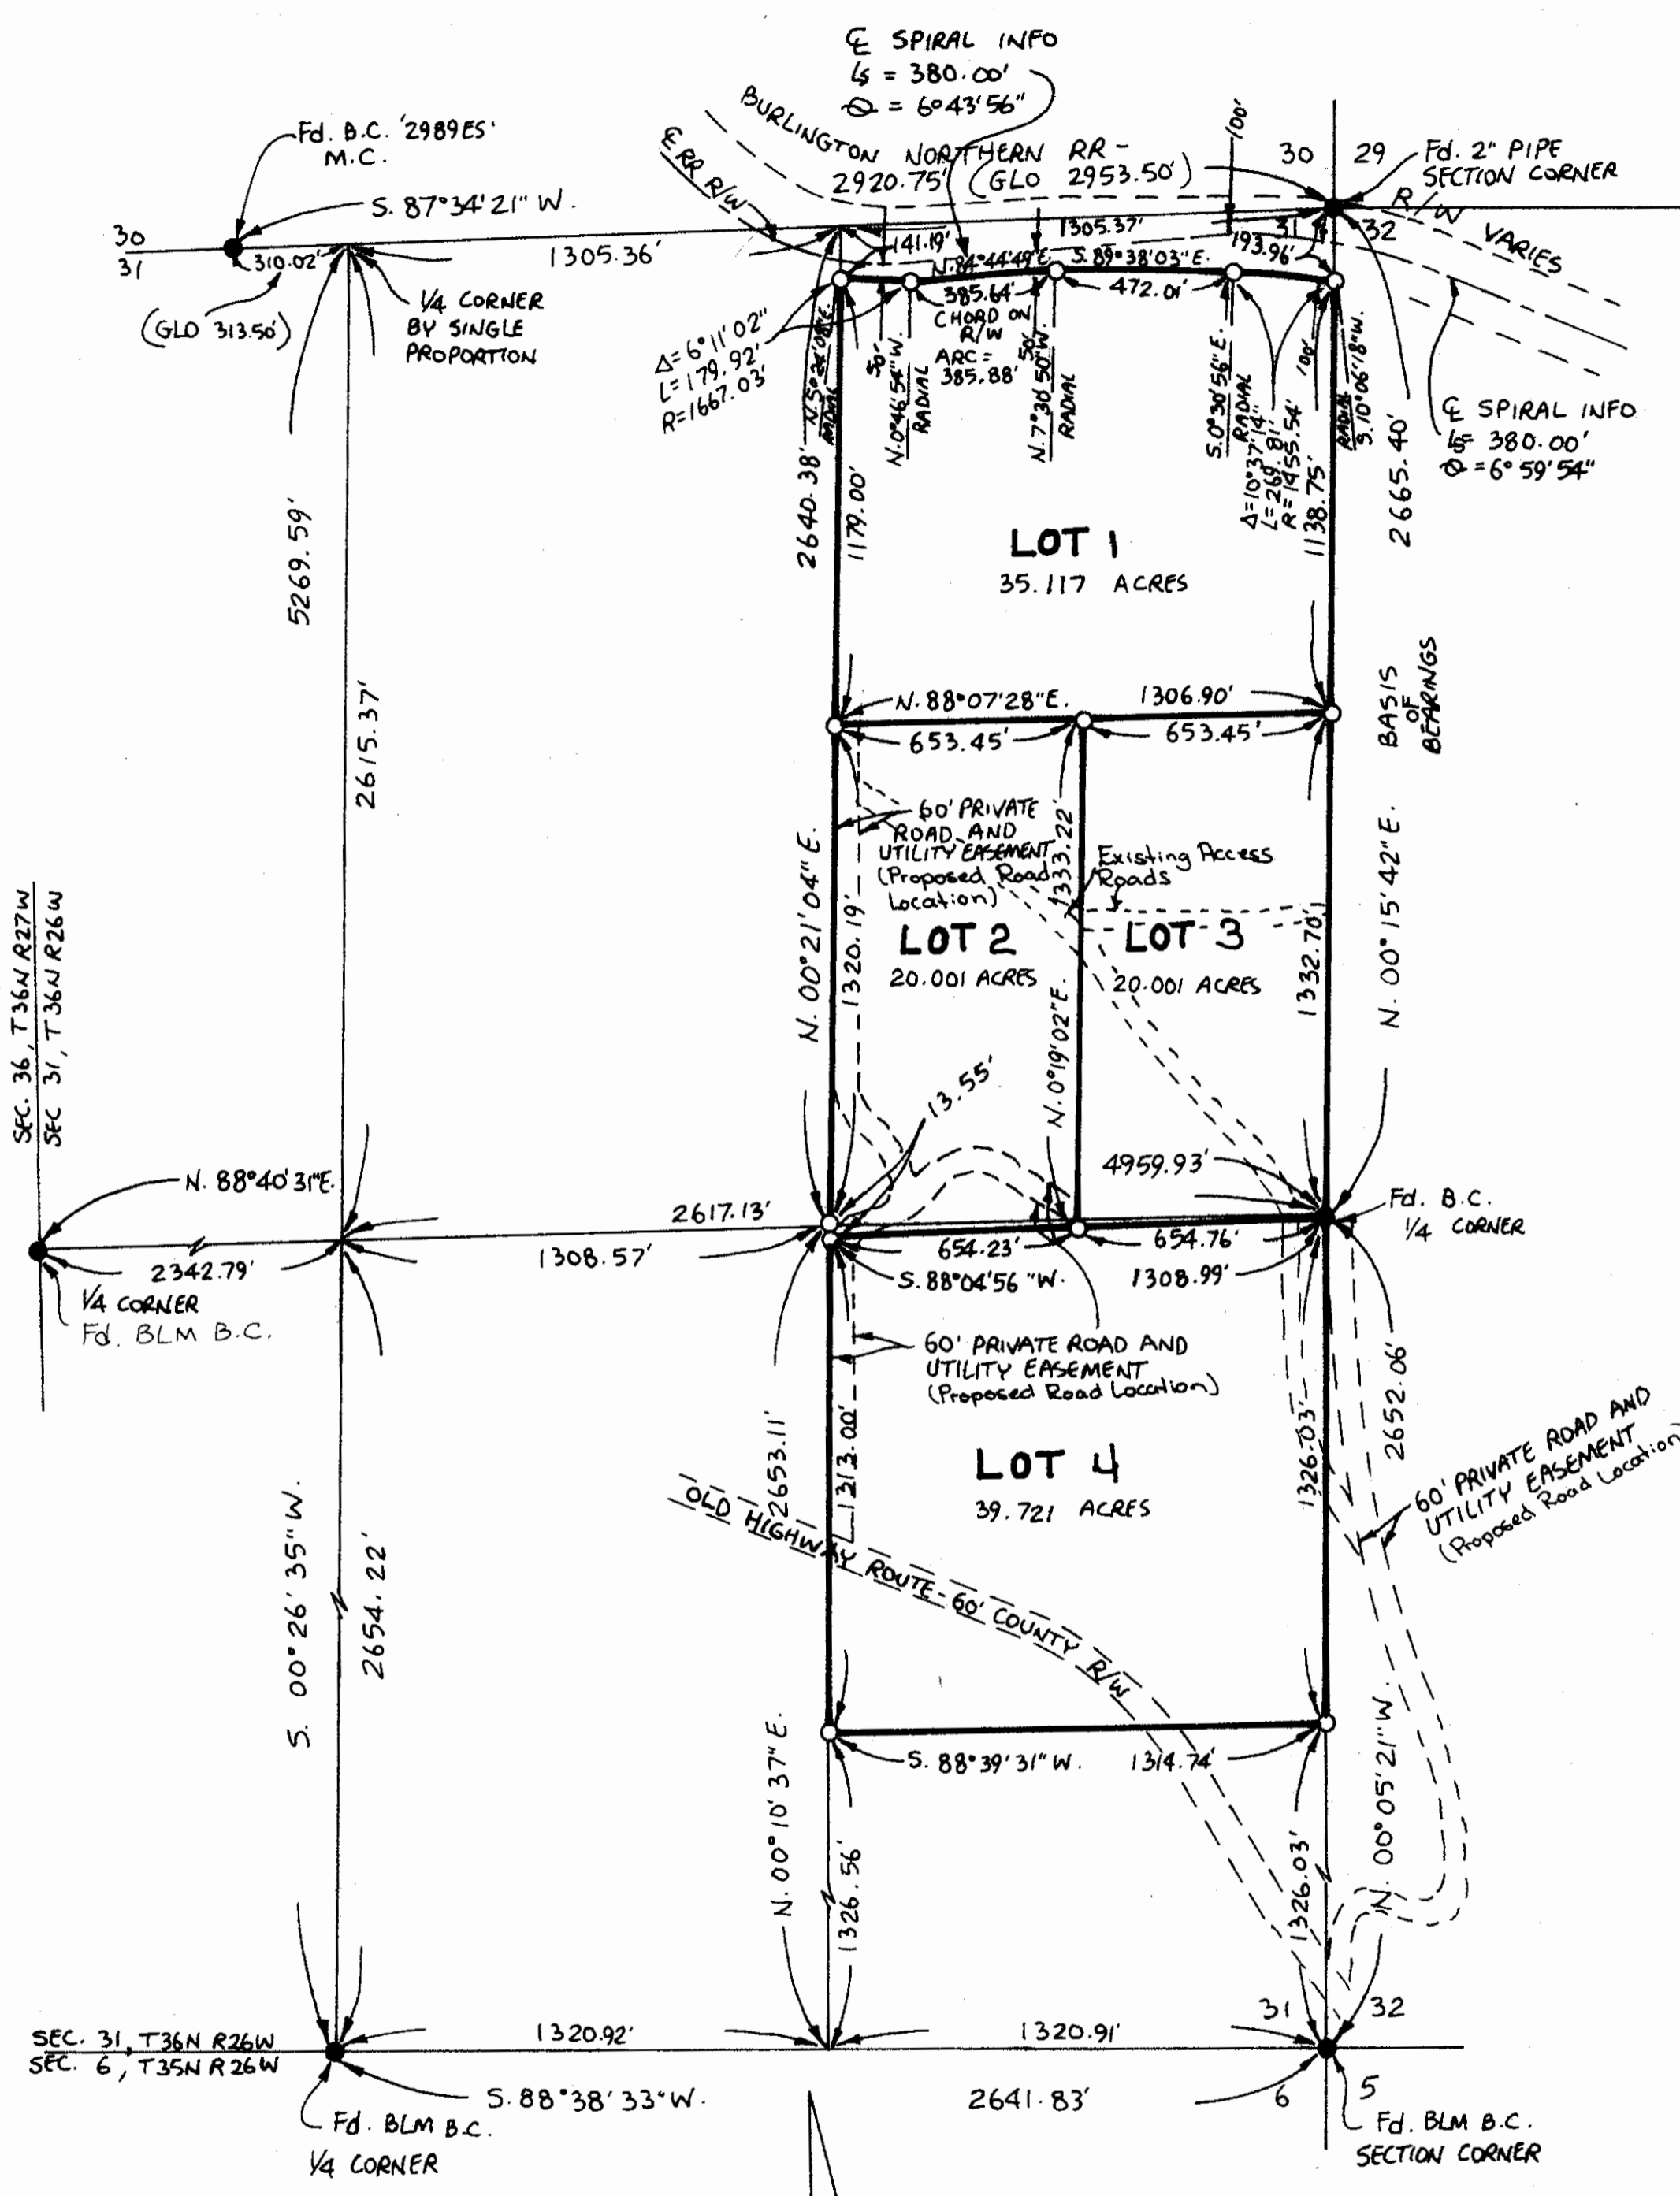 ℄ SPIRAL INFO
Ls = 380.00'
Θ = 6°43'56"
BURLINGTON NORTHERN RR -
2920.75' (GLO 2953.50')
℄ RR R/W
100'
30 29
Fd. 2" PIPE
SECTION CORNER
R/W VARIES
31 32
Fd. B.C. '2989ES'
M.C.
S. 87°34'21" W.
30
31
310.02'
(GLO 313.50')
1305.36'
1305.37'
1/4 CORNER
BY SINGLE
PROPORTION
141.19'
N.84°44'49"E.
S.89°38'03"E.
193.96'
385.64'
CHORD ON
R/W
ARC =
385.88'
472.01'
Δ=6°11'02"
L=179.92'
R=1667.03'
N.5°24'08"E.
RADIAL
50'
N.0°46'54"W.
RADIAL
50'
N.7°30'50"W.
RADIAL
S.0°30'56"E.
RADIAL
Δ=10°37'14"
L=269.81'
R=1455.54'
100'
RADIAL
S.10°06'18"W.
℄ SPIRAL INFO
Ls= 380.00'
Θ = 6°59'54"
5269.59'
2615.37'
2640.38'
1179.00'
1138.75'
2665.40'
LOT 1
35.117 ACRES
BASIS
OF
BEARINGS
N. 88°07'28"E.
1306.90'
653.45'
653.45'
60' PRIVATE
ROAD AND
UTILITY EASEMENT
(Proposed Road
Location)
1333.22'
Existing Access
Roads
N. 00°21'04" E.
1320.19'
LOT 2
20.001 ACRES
N.0°19'02"E.
LOT 3
20.001 ACRES
1332.70'
N. 00°15'42" E.
SEC. 36, T36N R27W
SEC 31, T36N R26W
13.55'
N. 88°40'31"E.
2617.13'
4959.93'
Fd. B.C.
1/4 CORNER
2342.79'
1308.57'
654.23'
654.76'
S.88°04'56"W.
1308.99'
1/4 CORNER
Fd. BLM B.C.
60' PRIVATE ROAD AND
UTILITY EASEMENT
(Proposed Road Location)
2653.11'
1313.00'
1326.03'
2652.06'
60' PRIVATE ROAD AND
UTILITY EASEMENT
(Proposed Road Location)
LOT 4
39.721 ACRES
OLD HIGHWAY ROUTE - 60' COUNTY R/W
S. 00°26'35" W.
2654.22'
S. 88°39'31" W.
1314.74'
N. 00°10'37" E.
1326.56'
1326.03'
N. 00°05'21" W.
SEC. 31, T36N R26W
SEC. 6, T35N R26W
1320.92'
1320.91'
31 32
S. 88°38'33" W.
2641.83'
6 5
Fd. BLM B.C.
1/4 CORNER
Fd. BLM B.C.
SECTION CORNER